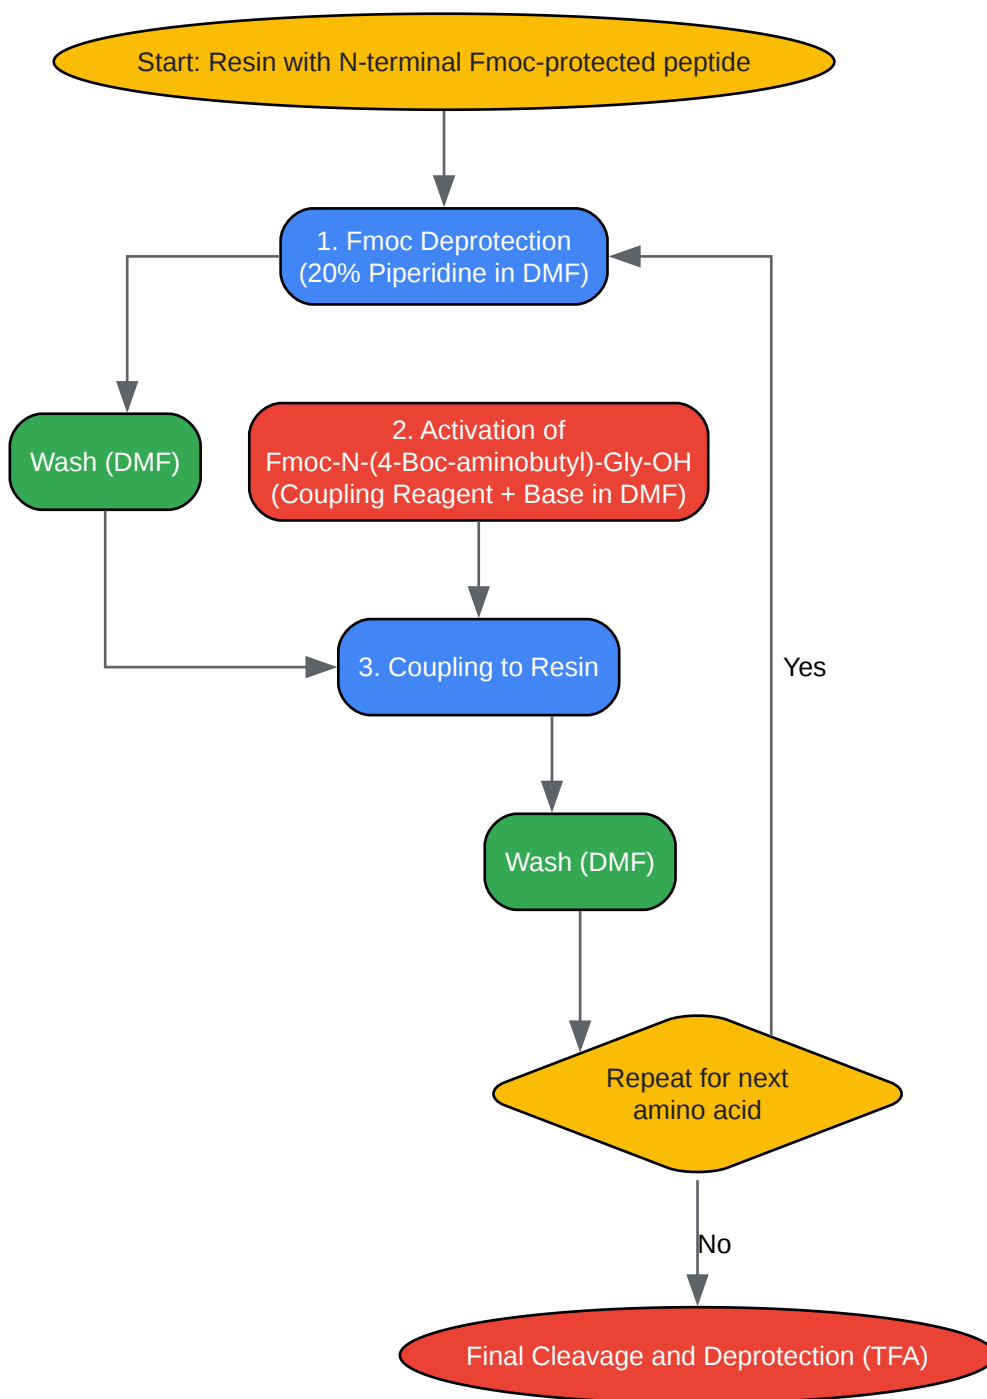 Start: Resin with N-terminal Fmoc-protected peptide
1. Fmoc Deprotection
(20% Piperidine in DMF)
Wash (DMF)
2. Activation of
Fmoc-N-(4-Boc-aminobutyl)-Gly-OH
(Coupling Reagent + Base in DMF)
3. Coupling to Resin
Yes
Wash (DMF)
Repeat for next
amino acid
No
Final Cleavage and Deprotection (TFA)